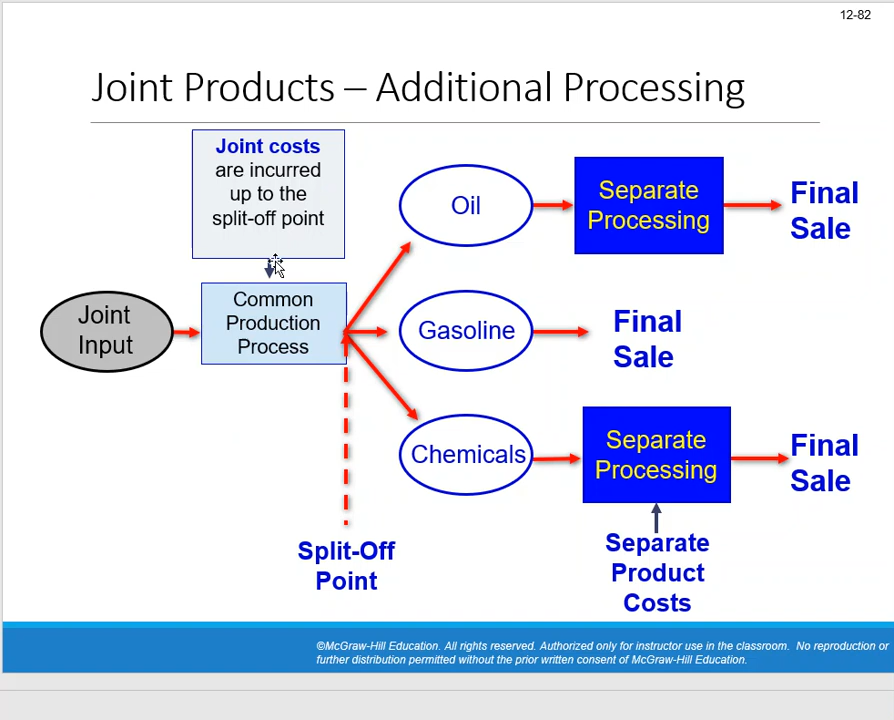 12-82
Joint Products – Additional Processing
Joint costs
are incurred
up to the
split-off point
Joint
Input
Common
Production
Process
Oil
Separate
Processing
Final
Sale
Gasoline
Final
Sale
Chemicals
Separate
Processing
Final
Sale
Split-Off
Point
Separate
Product
Costs
©McGraw-Hill Education. All rights reserved. Authorized only for instructor use in the classroom. No reproduction or
further distribution permitted without the prior written consent of McGraw-Hill Education.